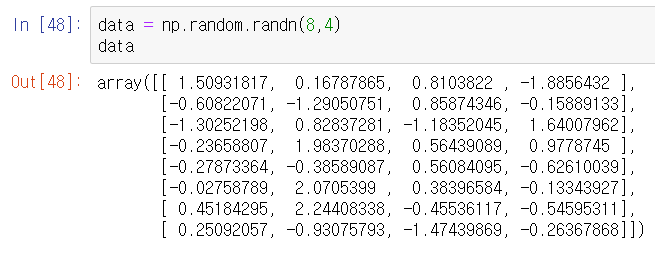 In [48]: data = np.random.randn(8,4)
data
Out[48]: array([[ 1.50931817,  0.16787865,  0.8103822 , -1.8856432 ],
[-0.60822071, -1.29050751,  0.85874346, -0.15889133],
[-1.30252198,  0.82837281, -1.18352045,  1.64007962],
[-0.23658807,  1.98370288,  0.56439089,  0.9778745 ],
[-0.27873364, -0.38589087,  0.56084095, -0.62610039],
[-0.02758789,  2.0705399 ,  0.38396584, -0.13343927],
[ 0.45184295,  2.24408338, -0.45536117, -0.54595311],
[ 0.25092057, -0.93075793, -1.47439869, -0.26367868]])